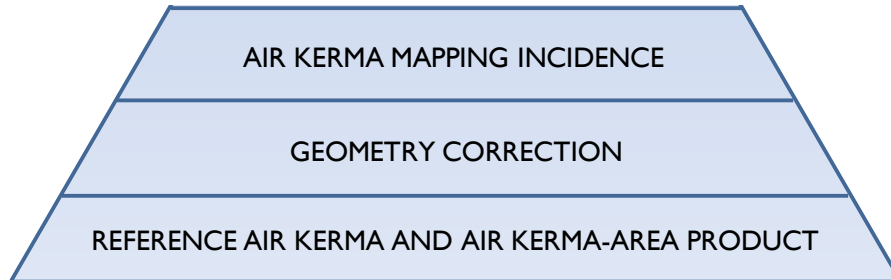 AIR KERMA MAPPING INCIDENCE
GEOMETRY CORRECTION
REFERENCE AIR KERMA AND AIR KERMA-AREA PRODUCT